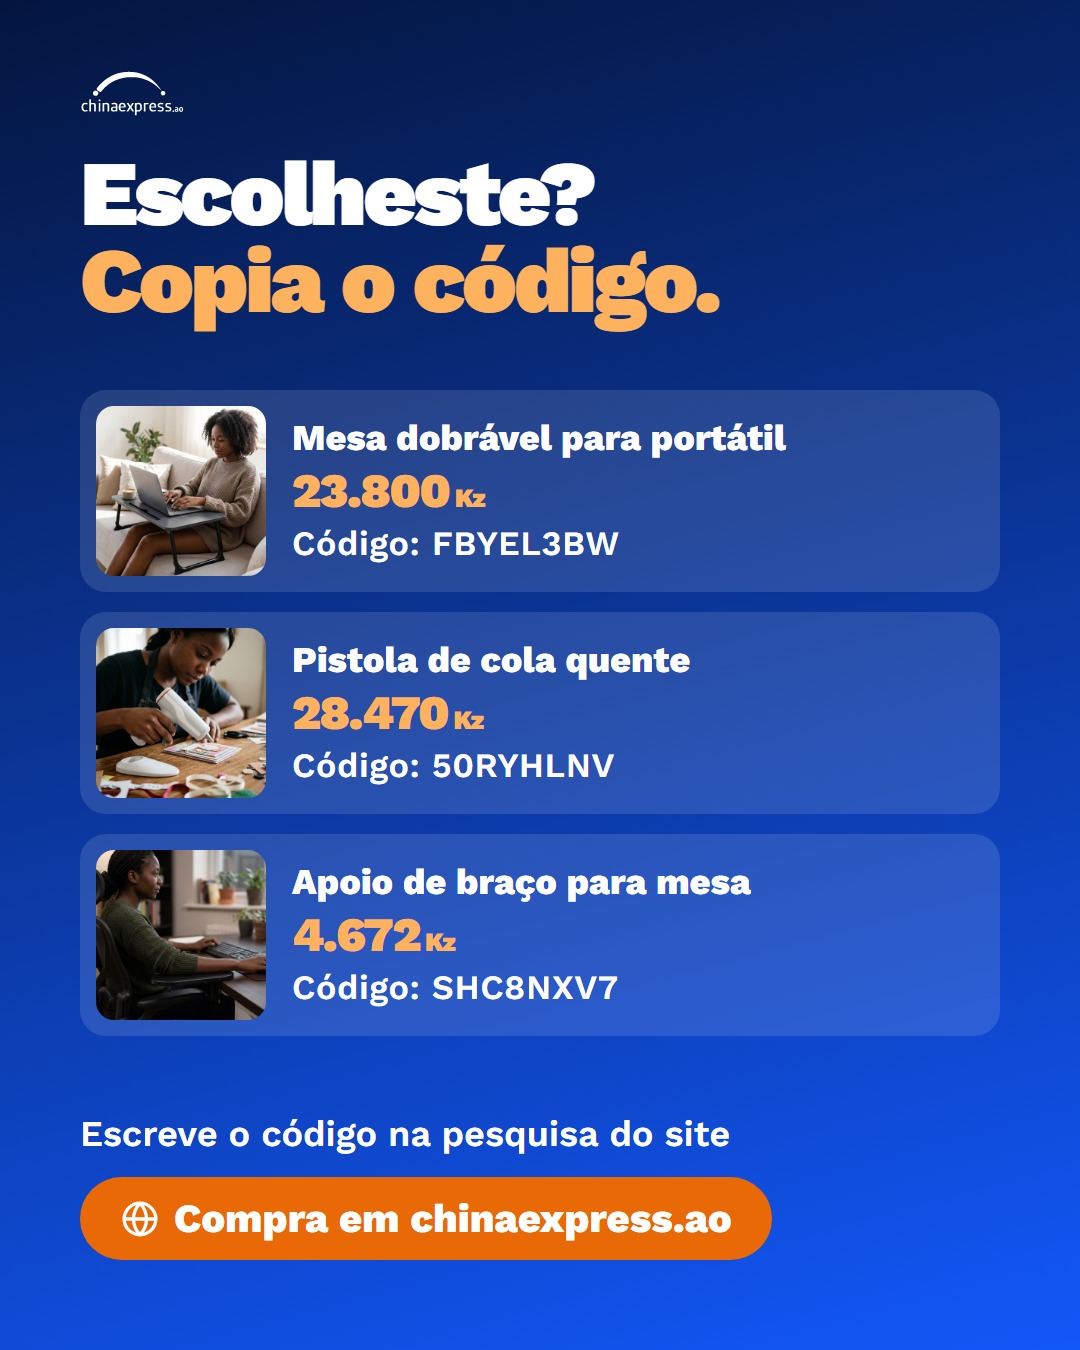 chinaexpress.ao
Escolheste?
Copia o código.
Mesa dobrável para portátil
23.800 Kz
Código: FBYEL3BW
Pistola de cola quente
28.470 Kz
Código: 50RYHLNV
Apoio de braço para mesa
4.672 Kz
Código: SHC8NXV7
Escreve o código na pesquisa do site
Compra em chinaexpress.ao